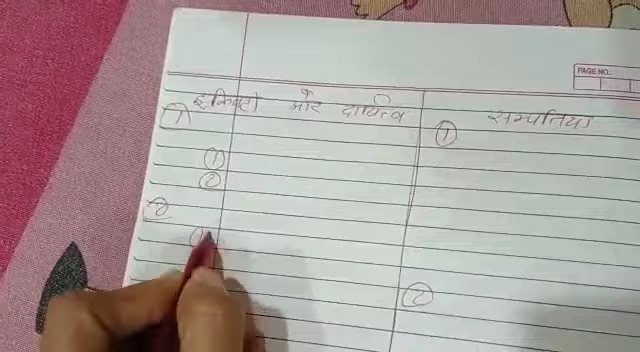 PAGE NO.:
इक्विटी और दायित्व
सम्पत्तियां
①
①
①
②
②
②
①